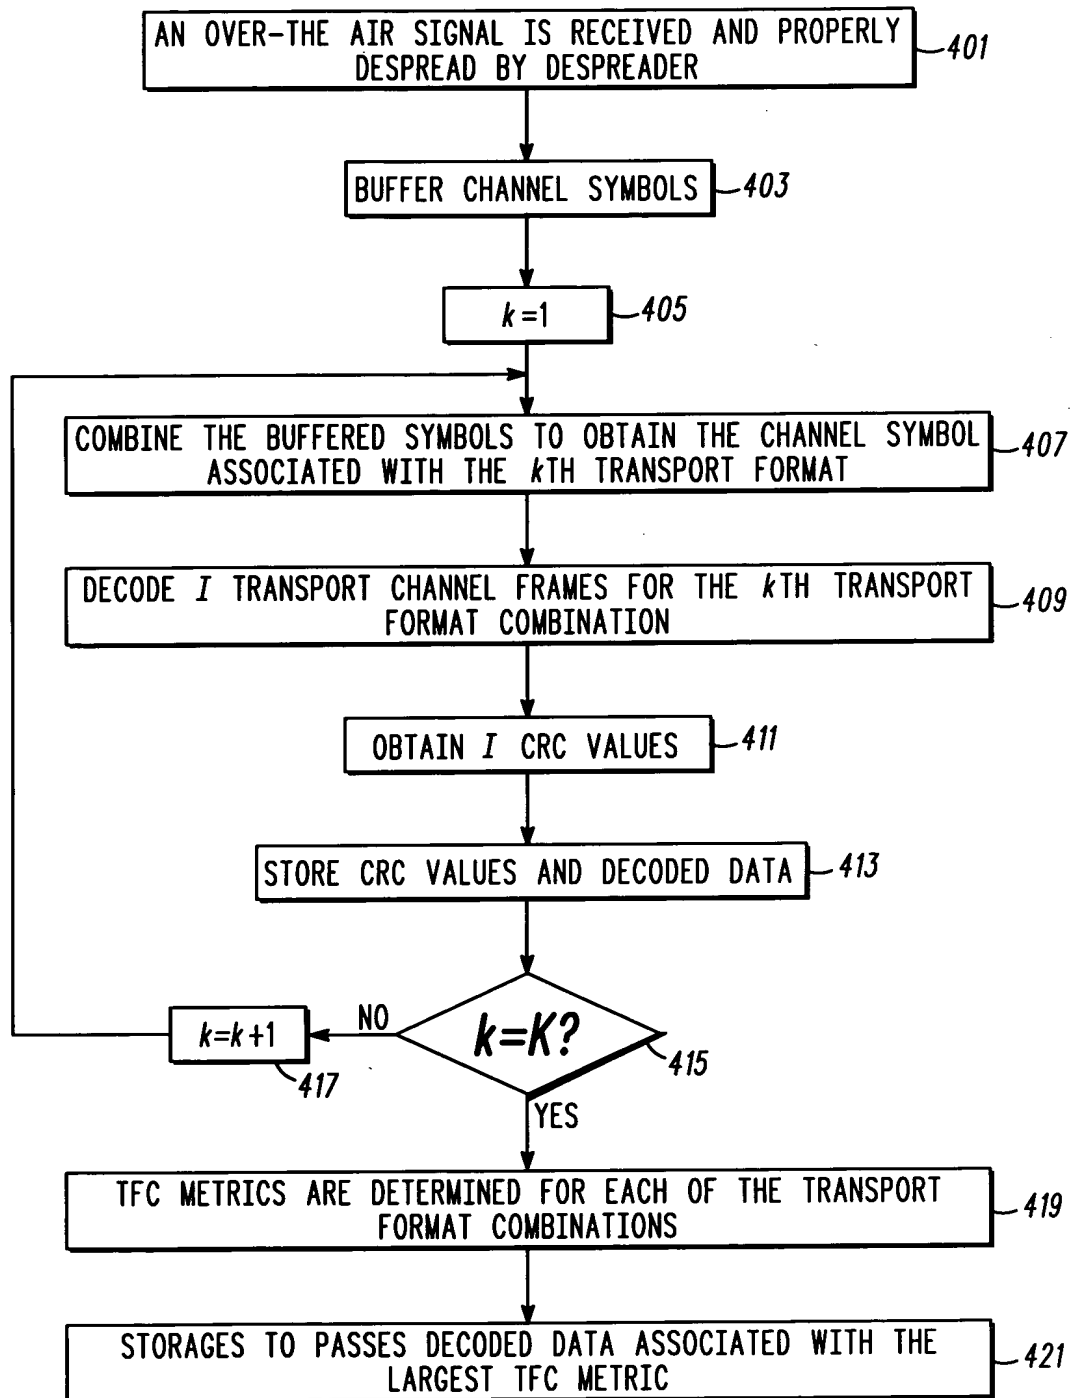 AN OVER-THE AIR SIGNAL IS RECEIVED AND PROPERLY
DESPREAD BY DESPREADER
401
BUFFER CHANNEL SYMBOLS
403
k=1
405
COMBINE THE BUFFERED SYMBOLS TO OBTAIN THE CHANNEL SYMBOL
ASSOCIATED WITH THE kTH TRANSPORT FORMAT
407
DECODE I TRANSPORT CHANNEL FRAMES FOR THE kTH TRANSPORT
FORMAT COMBINATION
409
OBTAIN I CRC VALUES
411
STORE CRC VALUES AND DECODED DATA
413
k=K?
415
NO
k=k+1
417
YES
TFC METRICS ARE DETERMINED FOR EACH OF THE TRANSPORT
FORMAT COMBINATIONS
419
STORAGES TO PASSES DECODED DATA ASSOCIATED WITH THE
LARGEST TFC METRIC
421